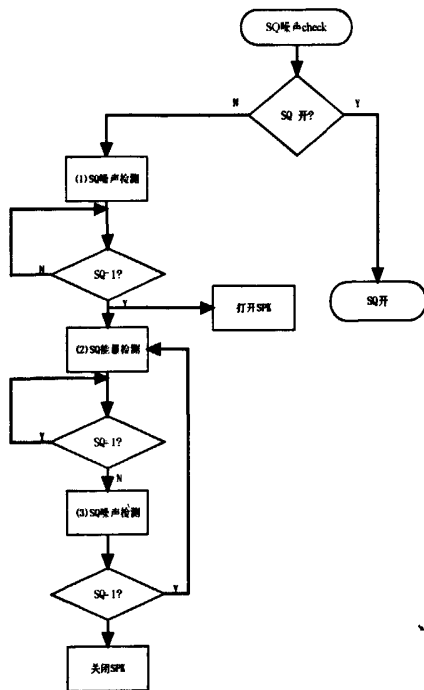 SQ噪声check
SQ 开?
N
Y
(1)SQ噪声检测
SQ-1?
N
Y
打开SPK
SQ开
(2)SQ能量检测
SQ-1?
Y
N
(3)SQ噪声检测
SQ-1?
Y
关闭SPK